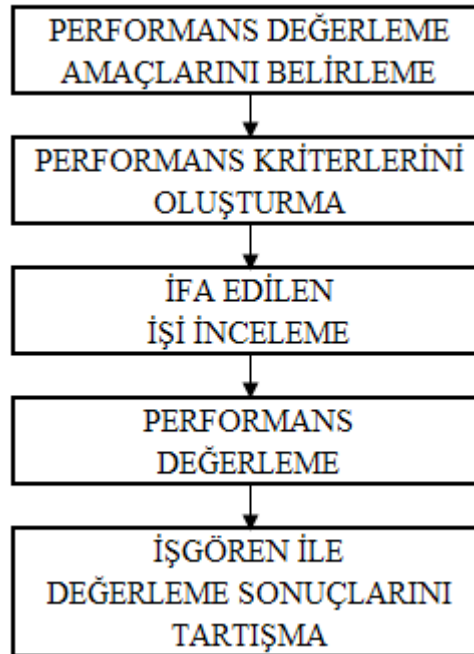 PERFORMANS DEĞERLEME
AMAÇLARINI BELİRLEME
PERFORMANS KRİTERLERİNİ
OLUŞTURMA
İFA EDİLEN
İŞİ İNCELEME
PERFORMANS
DEĞERLEME
İŞGÖREN İLE
DEĞERLEME SONUÇLARINI
TARTIŞMA